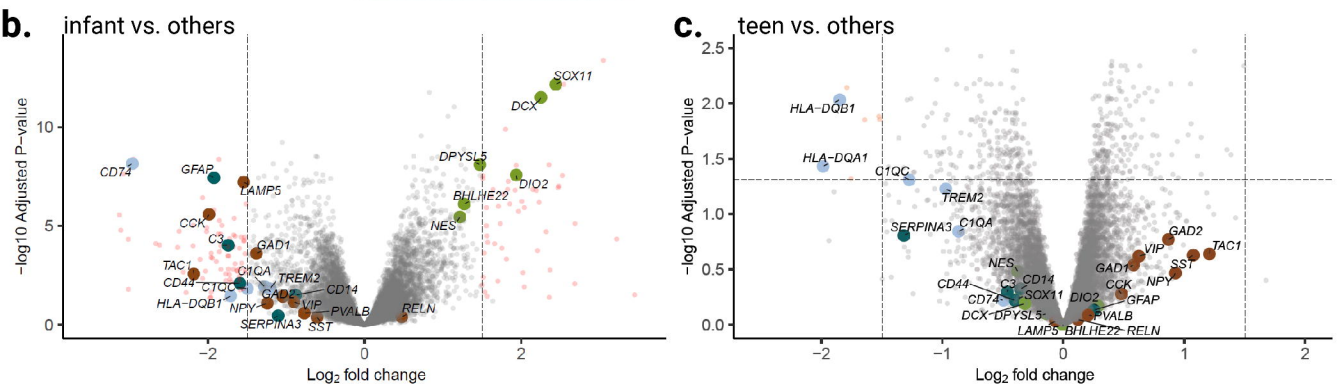 b. infant vs. others
−log10 Adjusted P−value
10
5
0
−2
0
2
Log2 fold change
SOX11
DCX
DPYSL5
DIO2
BHLHE22
NES
CD74
GFAP
LAMP5
CCK
C3
GAD1
TAC1
C1QA
TREM2
CD44
C1QC
GAD2
CD14
HLA−DQB1
NPY
VIP
PVALB
RELN
SERPINA3
SST
c. teen vs. others
−log10 Adjusted P−value
2.5
2.0
1.5
1.0
0.5
0.0
−2
−1
0
1
2
Log2 fold change
HLA−DQB1
HLA−DQA1
C1QC
TREM2
SERPINA3
C1QA
GAD2
TAC1
VIP
NES
GAD1
SST
CD44
C3
CD14
NPY
CCK
CD74
SOX11
DIO2
GFAP
DCX
DPYSL5
PVALB
LAMP5
BHLHE22
RELN